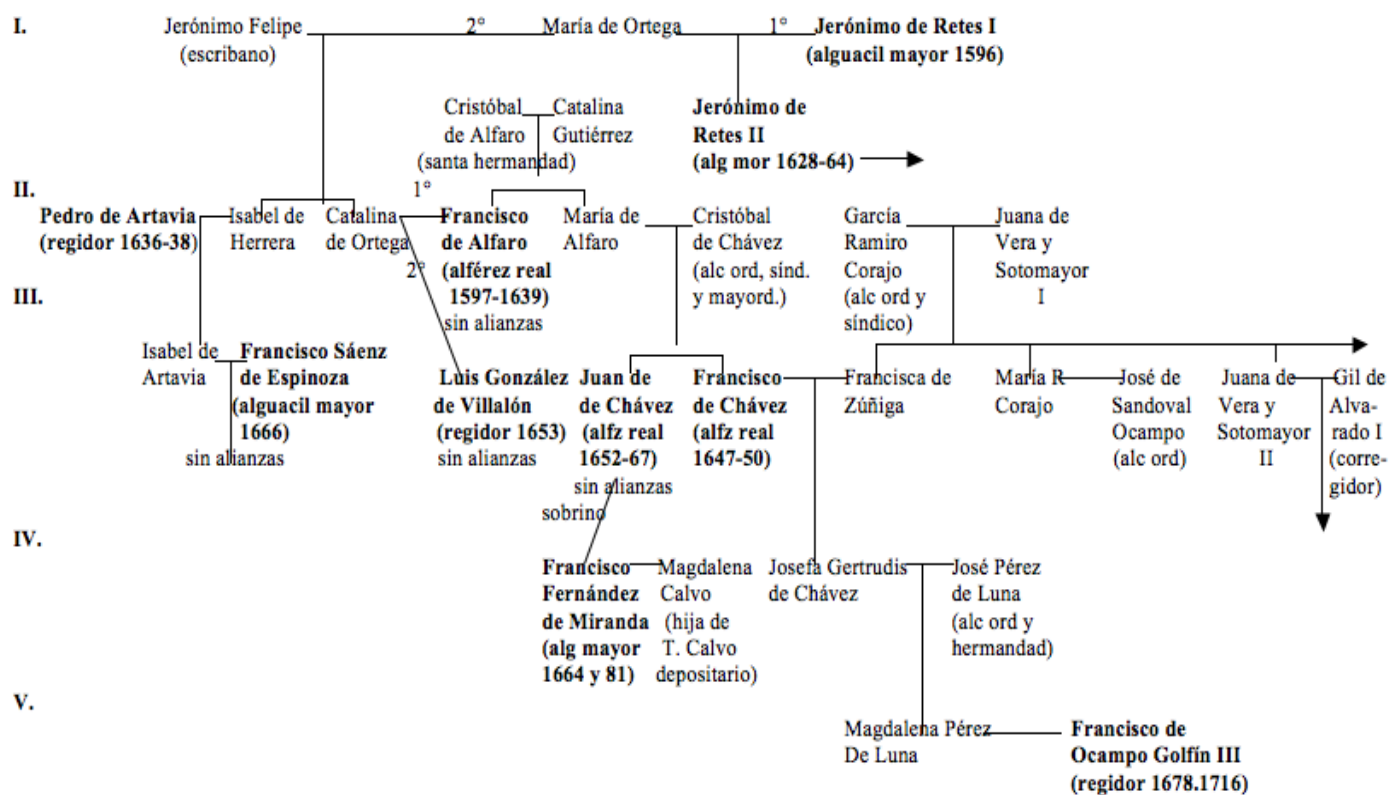 I. Jerónimo Felipe 2° María de Ortega 1° Jerónimo de Retes I
(escribano) (alguacil mayor 1596)
Cristóbal Catalina Jerónimo de
de Alfaro Gutiérrez Retes II
(santa hermandad) (alg mor 1628-64)
II. 1°
Pedro de Artavia Isabel de Catalina Francisco María de Cristóbal García Juana de
(regidor 1636-38) Herrera de Ortega de Alfaro Alfaro de Chávez Ramiro Vera y
2° (alférez real (alc ord, sínd. Corajo Sotomayor
III. 1597-1639) y mayord.) (alc ord y I
sin alianzas síndico)
Isabel de Francisco Sáenz
Artavia de Espinoza Luis González Juan de Francisco Francisca de María R José de Juana de Gil de
(alguacil mayor de Villalón de Chávez de Chávez Zúñiga Corajo Sandoval Vera y Alva-
1666) (regidor 1653) (alfz real (alfz real Ocampo Sotomayor rado I
sin alianzas sin alianzas 1652-67) 1647-50) (alc ord) II (corre-
sin alianzas gidor)
sobrino
IV.
Francisco Magdalena Josefa Gertrudis José Pérez
Fernández Calvo de Chávez de Luna
de Miranda (hija de (alc ord y
(alg mayor T. Calvo hermandad)
1664 y 81) depositario)
V.
Magdalena Pérez Francisco de
De Luna Ocampo Golfín III
(regidor 1678.1716)